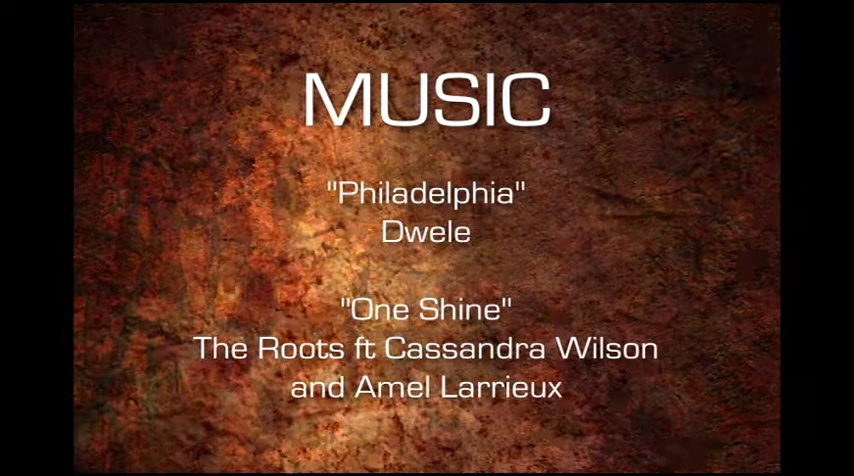 MUSIC
"Philadelphia"
Dwele
"One Shine"
The Roots ft Cassandra Wilson
and Amel Larrieux